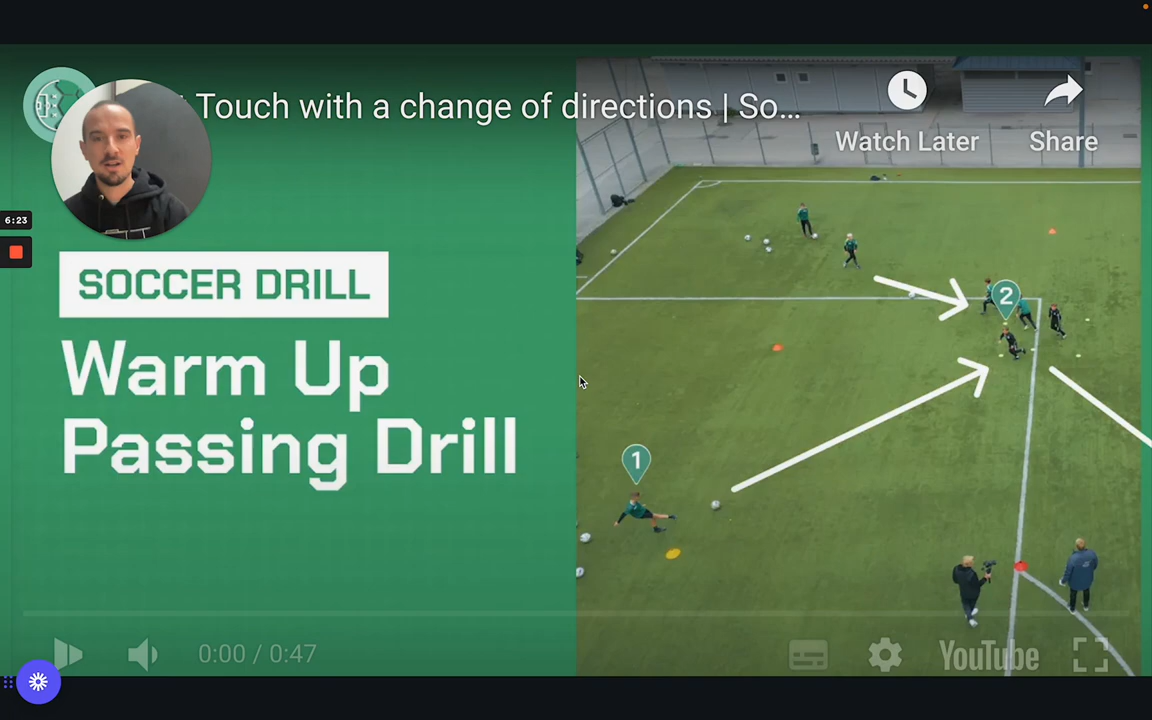 Touch with a change of directions | So...
Watch Later
Share
6:23
SOCCER DRILL
Warm Up
Passing Drill
2
1
0:00 / 0:47
YouTube